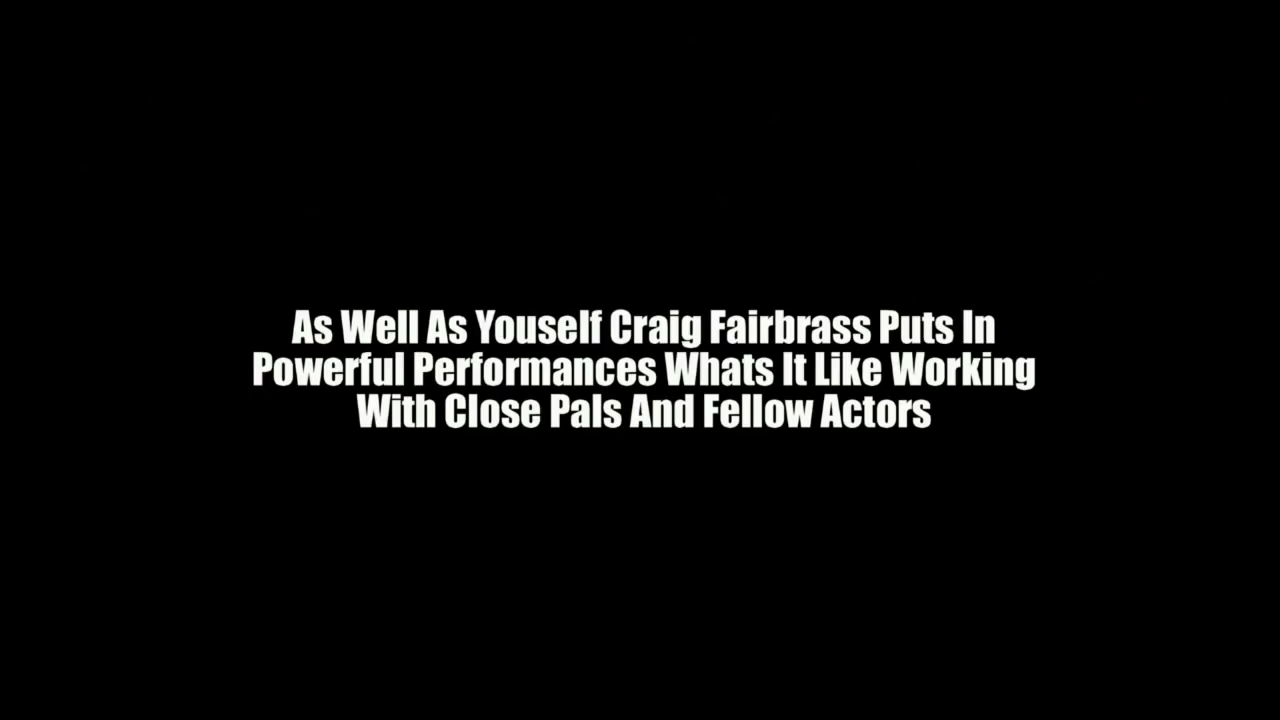 As Well As Youself Craig Fairbrass Puts In
Powerful Performances Whats It Like Working
With Close Pals And Fellow Actors